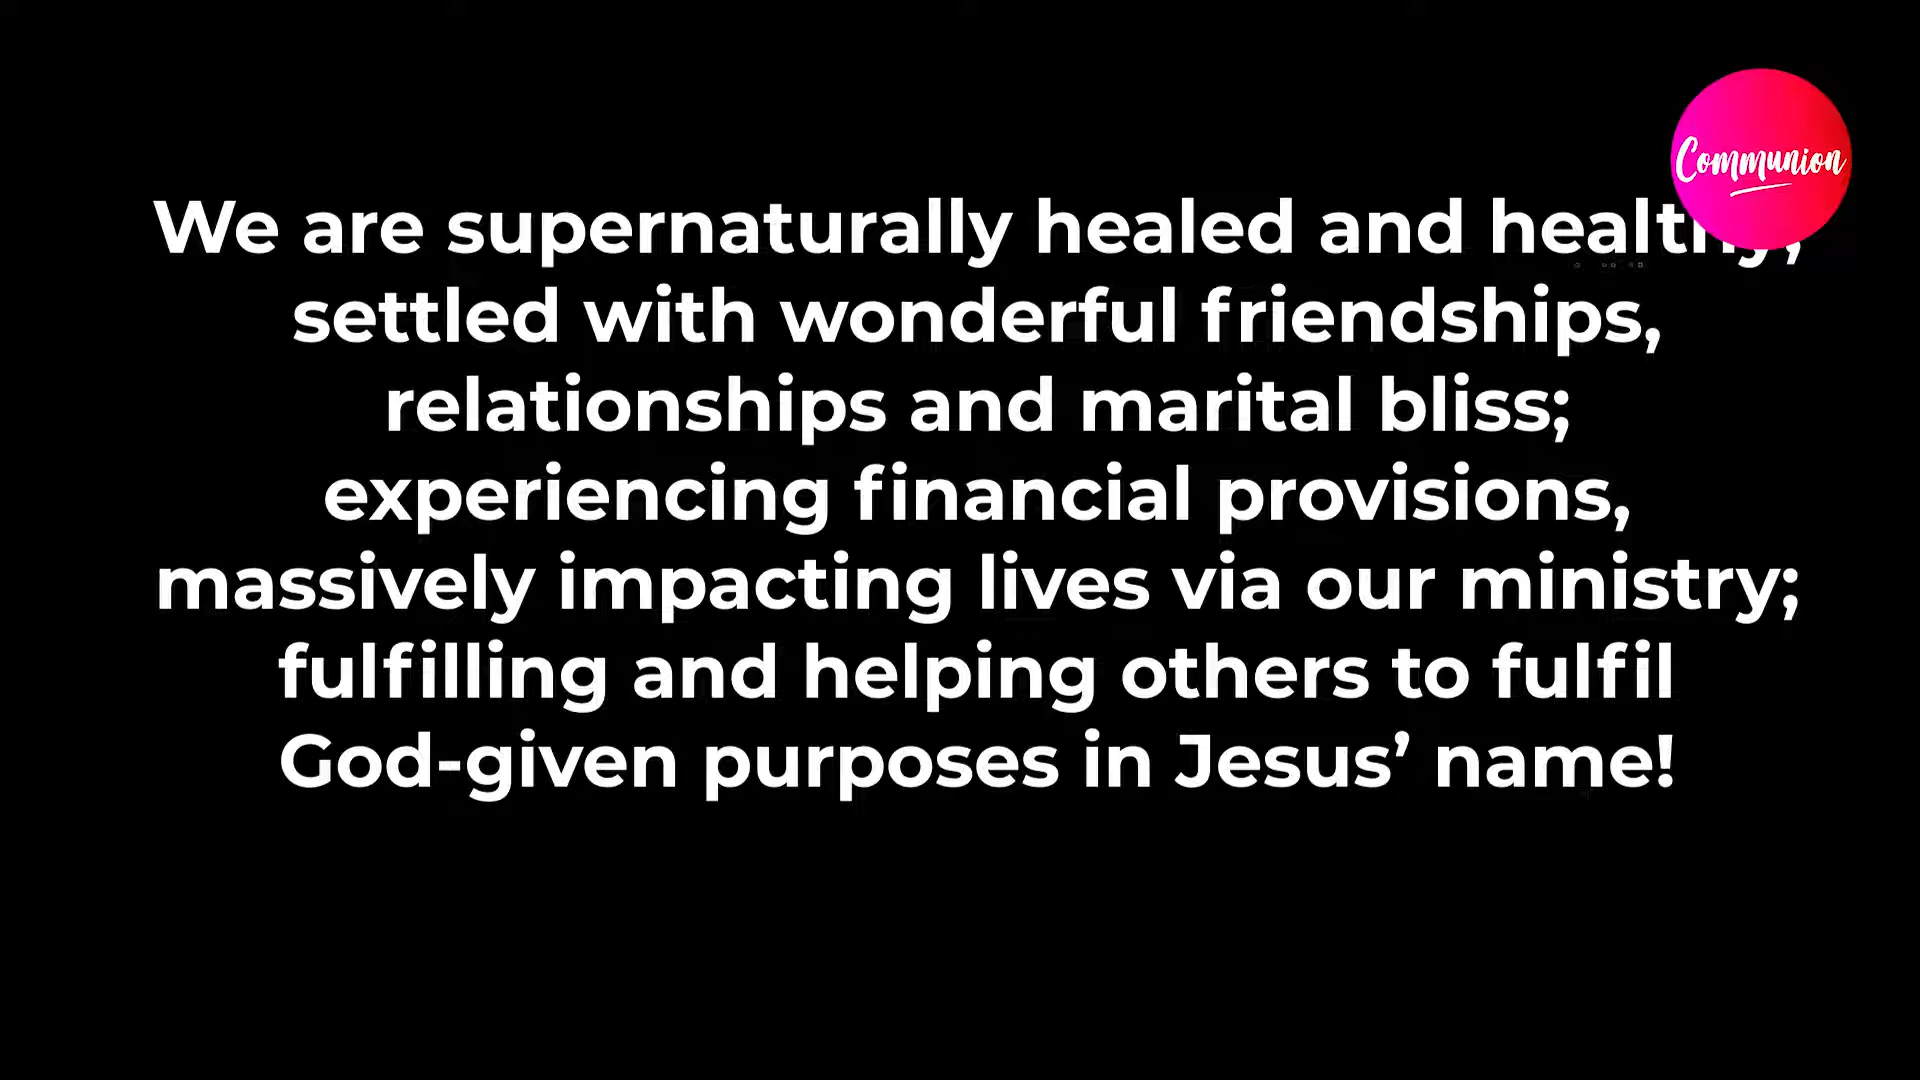 Communion
We are supernaturally healed and healthy;
settled with wonderful friendships,
relationships and marital bliss;
experiencing financial provisions,
massively impacting lives via our ministry;
fulfilling and helping others to fulfil
God-given purposes in Jesus’ name!